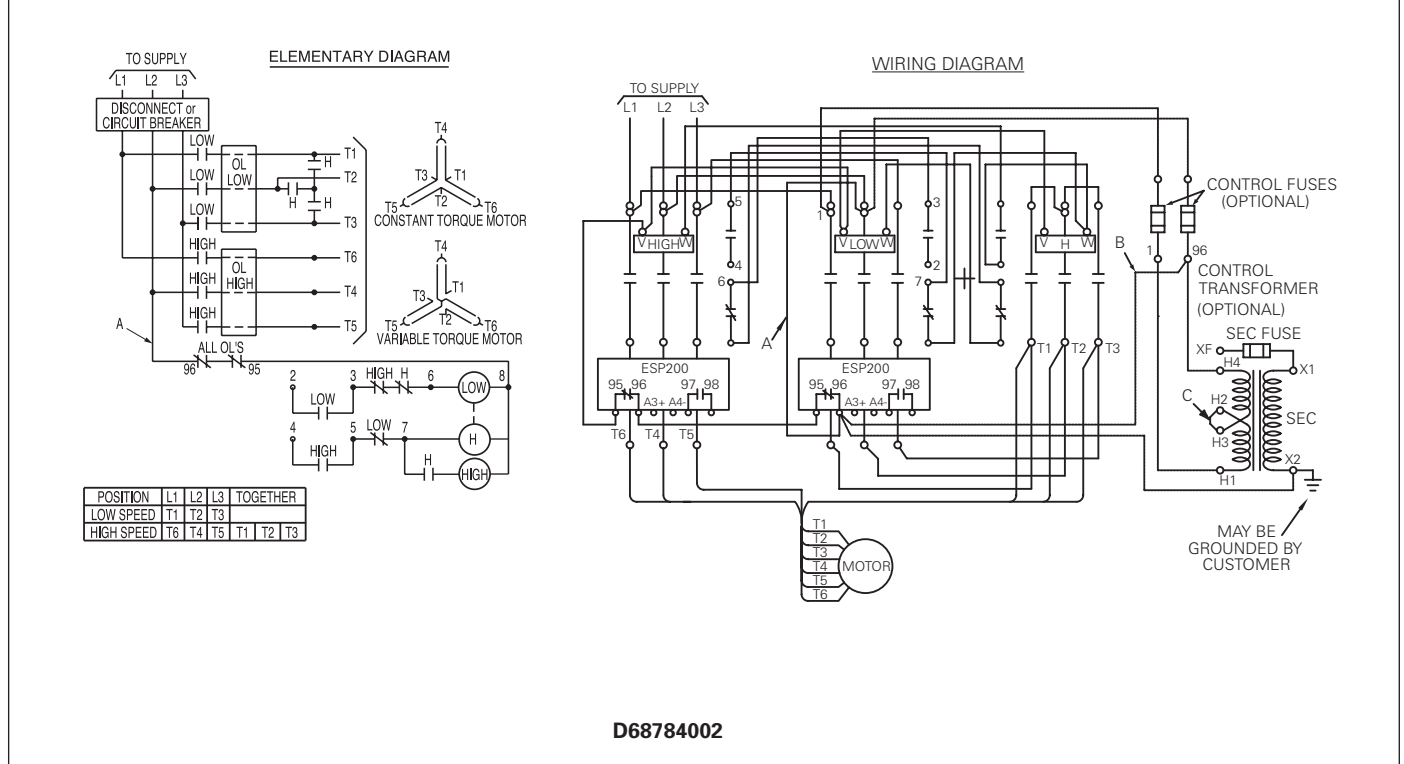 ELEMENTARY DIAGRAM
TO SUPPLY
L1 L2 L3
DISCONNECT or
CIRCUIT BREAKER
LOW
OL
LOW
LOW
LOW
H
H
H
T1
T2
T3
HIGH
OL
HIGH
HIGH
HIGH
T6
T4
T5
A
T4
T3 T1
T2
T5 T6
CONSTANT TORQUE MOTOR
T4
T3 T1
T2
T5 T6
VARIABLE TORQUE MOTOR
ALL OL'S
96 95
2 3 HIGH H 6 LOW 8
LOW
4 5 LOW 7 H
HIGH
H HIGH
POSITION L1 L2 L3 TOGETHER
LOW SPEED T1 T2 T3
HIGH SPEED T6 T4 T5 T1 T2 T3
WIRING DIAGRAM
TO SUPPLY
L1 L2 L3
V HIGH W
5
4
6
1
V LOW W
3
2
7
V H W
A
B
CONTROL FUSES
(OPTIONAL)
1 96
CONTROL
TRANSFORMER
(OPTIONAL)
SEC FUSE
XF
H4
X1
C
H2
H3
SEC
H1
X2
MAY BE
GROUNDED BY
CUSTOMER
ESP200
95 96 97 98
A3+ A4-
T6 T4 T5
ESP200
95 96 97 98
A3+ A4-
T1 T2 T3
T1
T2
T3
T4
T5
T6
MOTOR
D68784002